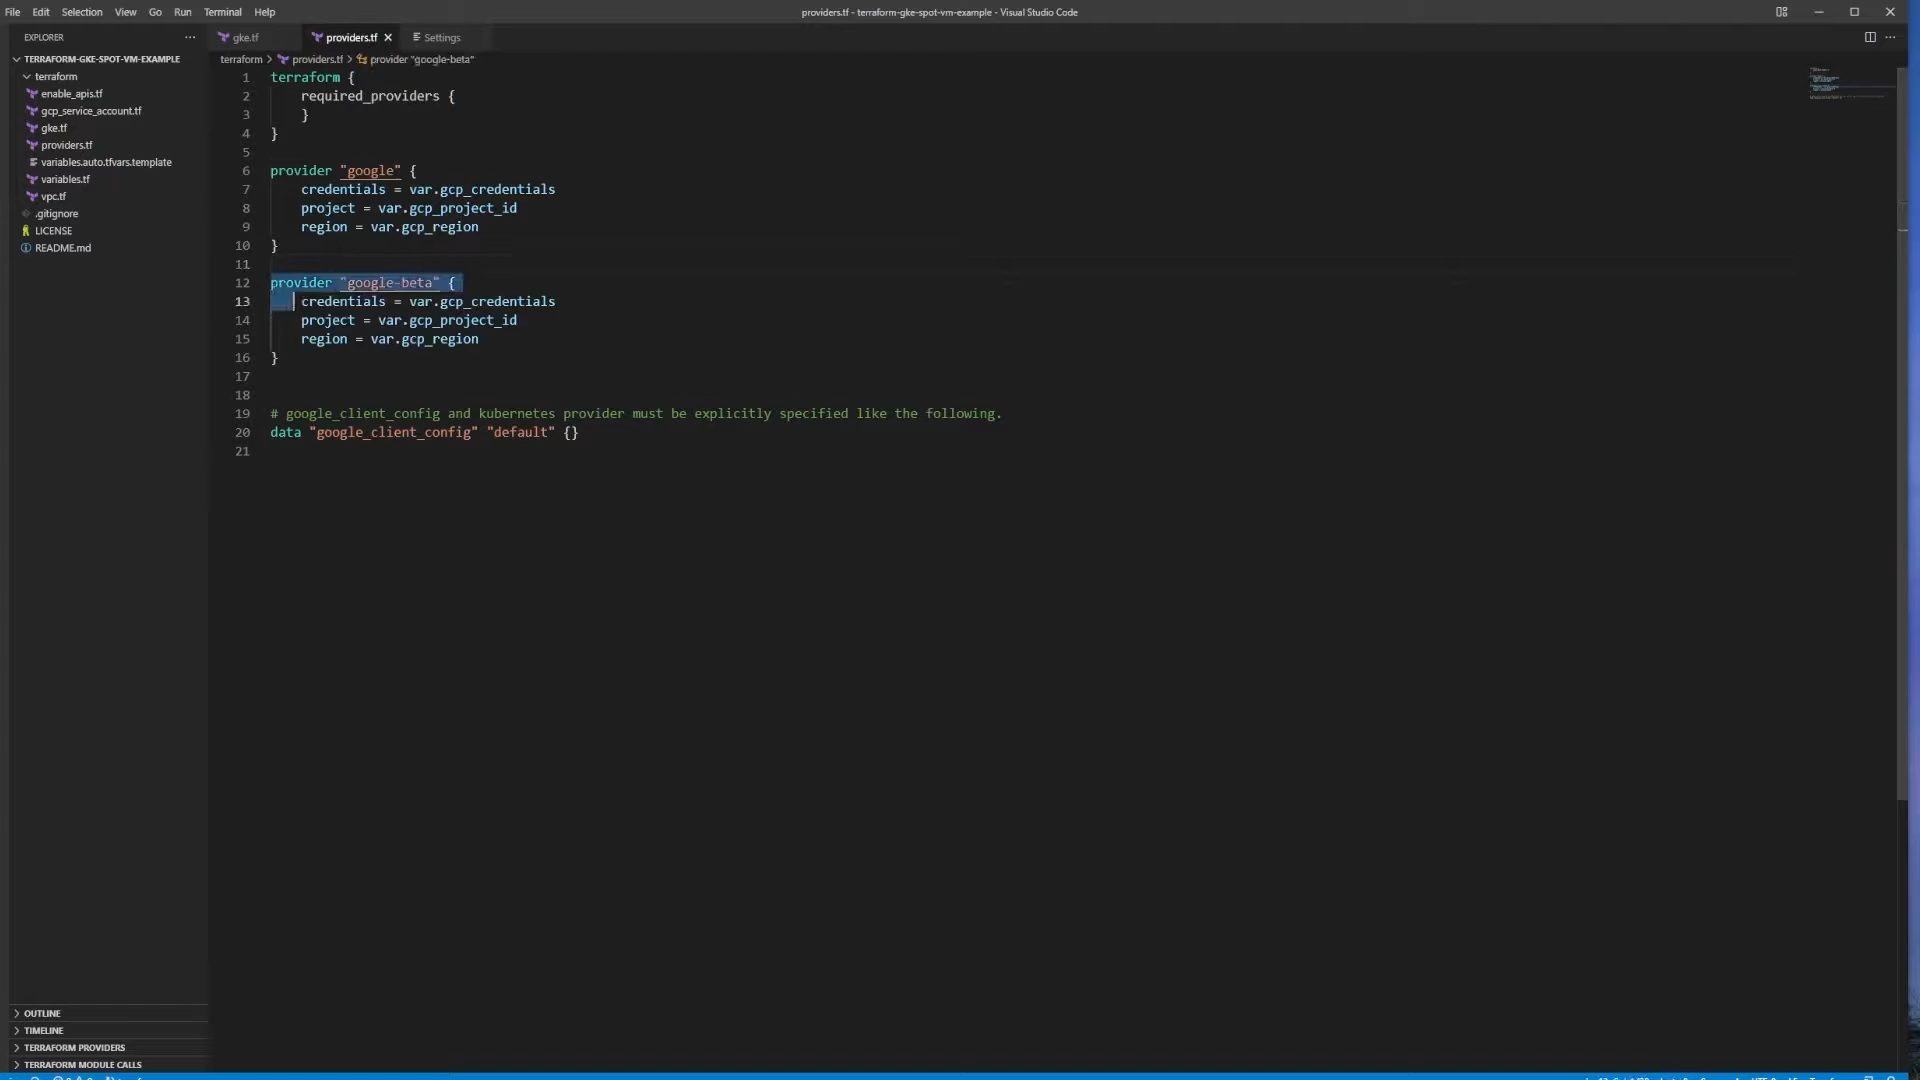 File Edit Selection View Go Run Terminal Help
providers.tf - terraform-gke-spot-vm-example - Visual Studio Code
EXPLORER
gke.tf
providers.tf
Settings
TERRAFORM-GKE-SPOT-VM-EXAMPLE
terraform
enable_apis.tf
gcp_service_account.tf
gke.tf
providers.tf
variables.auto.tfvars.template
variables.tf
vpc.tf
.gitignore
LICENSE
README.md
terraform > providers.tf > provider "google-beta"
1 terraform {
2 required_providers {
3 }
4 }
5
6 provider "google" {
7 credentials = var.gcp_credentials
8 project = var.gcp_project_id
9 region = var.gcp_region
10 }
11
12 provider "google-beta" {
13 credentials = var.gcp_credentials
14 project = var.gcp_project_id
15 region = var.gcp_region
16 }
17
18
19 # google_client_config and kubernetes provider must be explicitly specified like the following.
20 data "google_client_config" "default" {}
21
OUTLINE
TIMELINE
TERRAFORM PROVIDERS
TERRAFORM MODULE CALLS